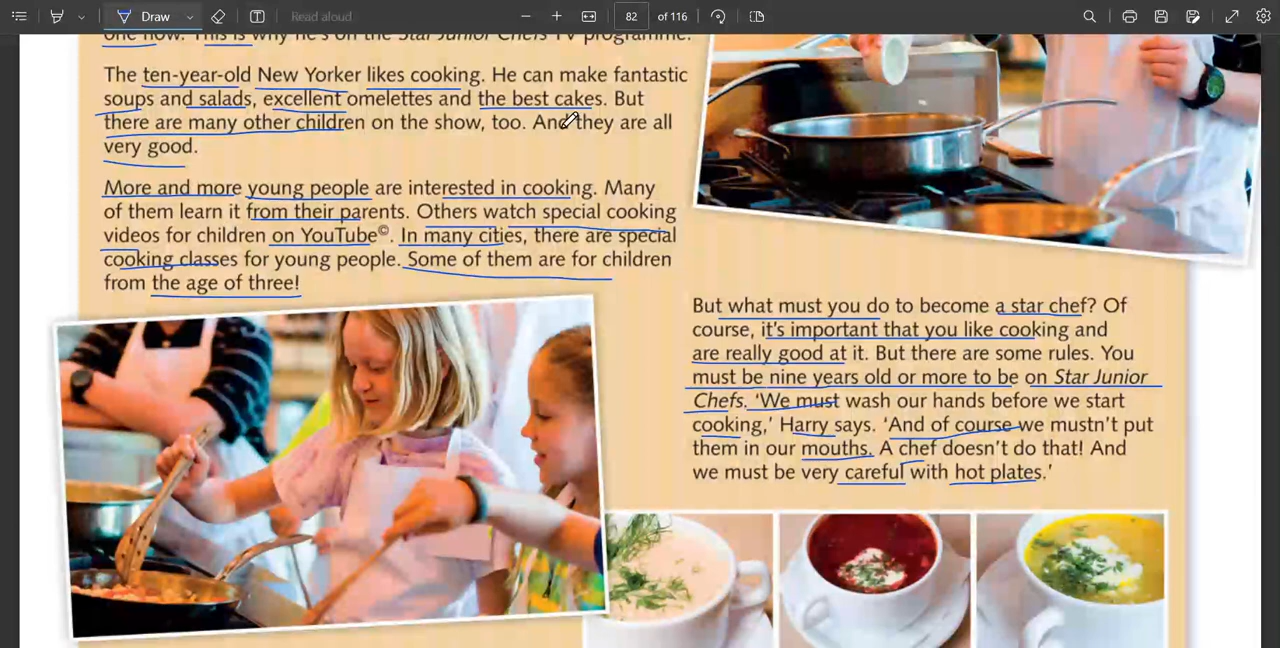 Draw
Read aloud
82
of 116
one now. This is why he's on the Star Junior Chefs TV programme.
The ten-year-old New Yorker likes cooking. He can make fantastic
soups and salads, excellent omelettes and the best cakes. But
there are many other children on the show, too. And they are all
very good.
More and more young people are interested in cooking. Many
of them learn it from their parents. Others watch special cooking
videos for children on YouTube©. In many cities, there are special
cooking classes for young people. Some of them are for children
from the age of three!
But what must you do to become a star chef? Of
course, it's important that you like cooking and
are really good at it. But there are some rules. You
must be nine years old or more to be on Star Junior
Chefs. 'We must wash our hands before we start
cooking,' Harry says. 'And of course we mustn't put
them in our mouths. A chef doesn't do that! And
we must be very careful with hot plates.'